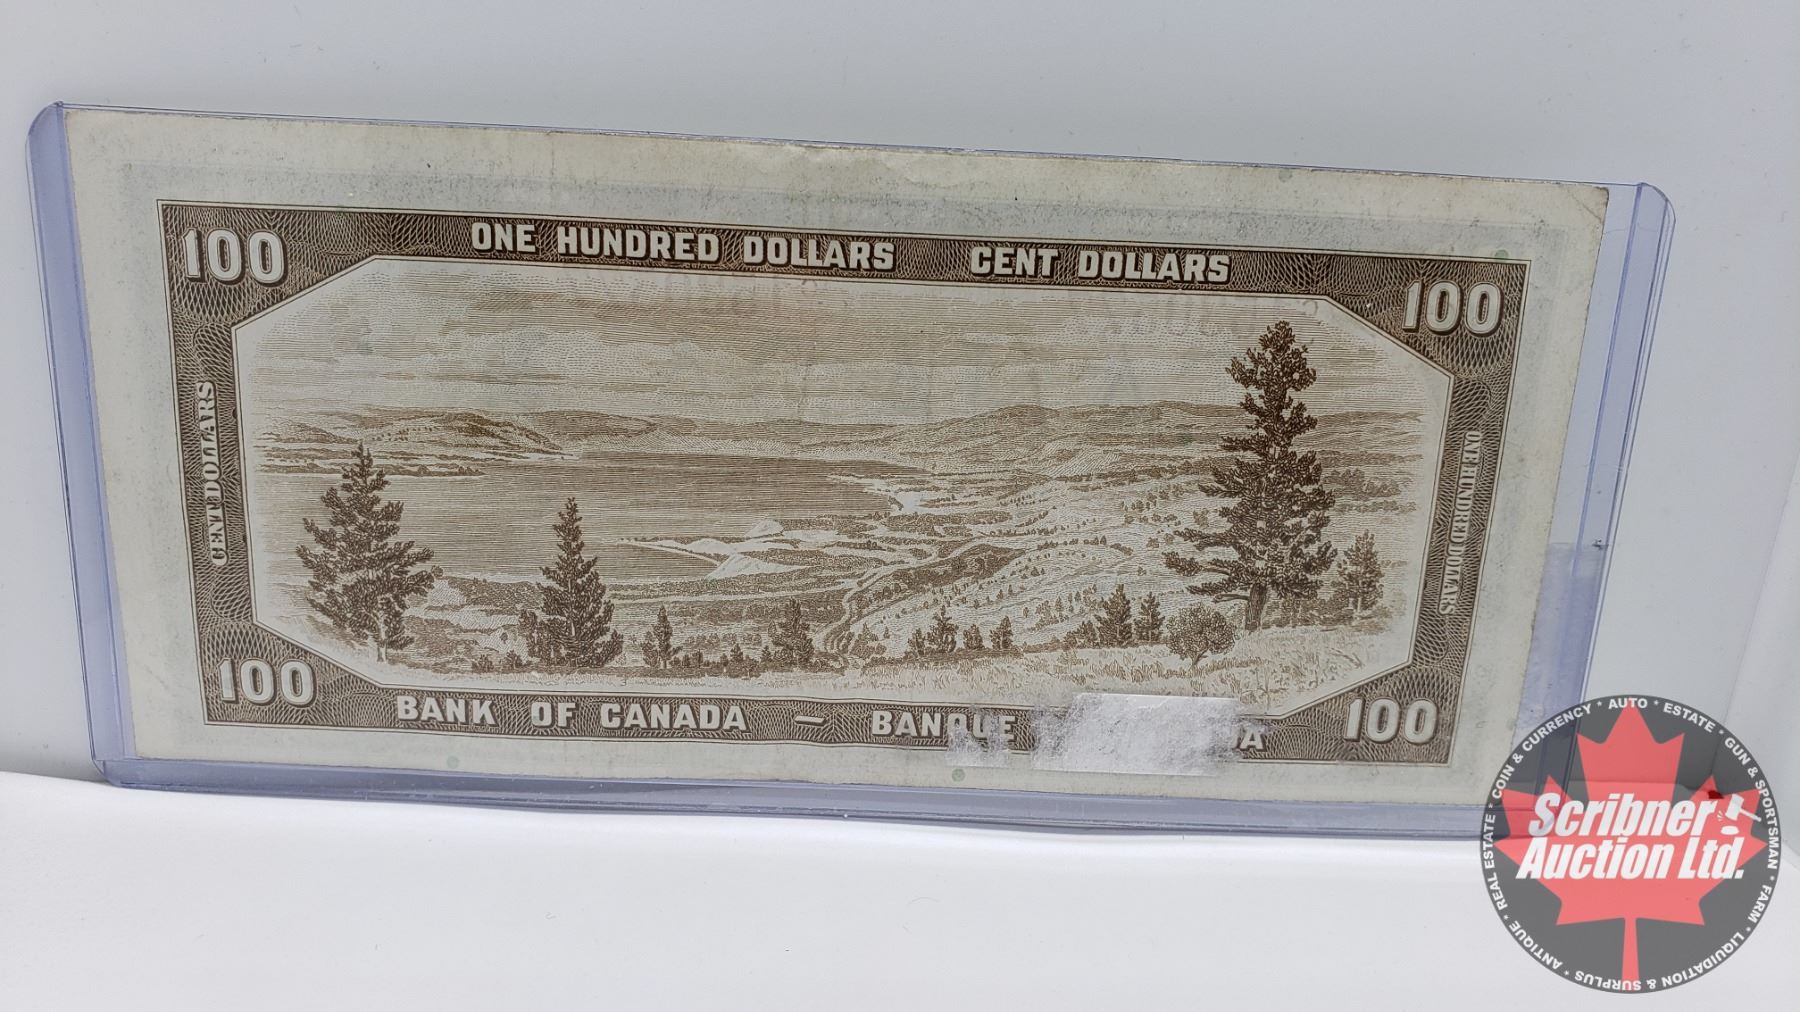 100 ONE HUNDRED DOLLARS CENT DOLLARS 100
CENT DOLLARS
ONE HUNDRED DOLLARS
100 BANK OF CANADA — BANQUE 100
Scribner
Auction Ltd.
REAL ESTATE * COIN & CURRENCY * AUTO * ESTATE * GUN & SPORTSMAN * FARM * LIQUIDATION & SURPLUS * ANTIQUE *